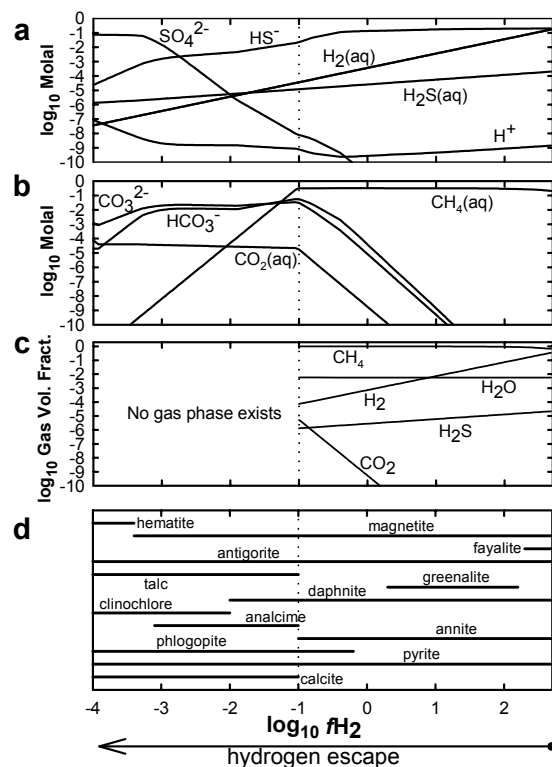 a
log10 Molal
0
-1
-2
-3
-4
-5
-6
-7
-8
-9
-10
SO4^2-
HS^-
H2(aq)
H2S(aq)
H^+
b
log10 Molal
0
-1
-2
-3
-4
-5
-6
-7
-8
-9
-10
CO3^2-
HCO3^-
CO2(aq)
CH4(aq)
c
log10 Gas Vol. Fract.
0
-1
-2
-3
-4
-5
-6
-7
-8
-9
-10
No gas phase exists
CH4
H2
H2O
H2S
CO2
d
hematite
magnetite
fayalite
antigorite
talc
greenalite
daphnite
clinochlore
analcime
annite
phlogopite
pyrite
calcite
-4 -3 -2 -1 0 1 2
log10 fH2
hydrogen escape